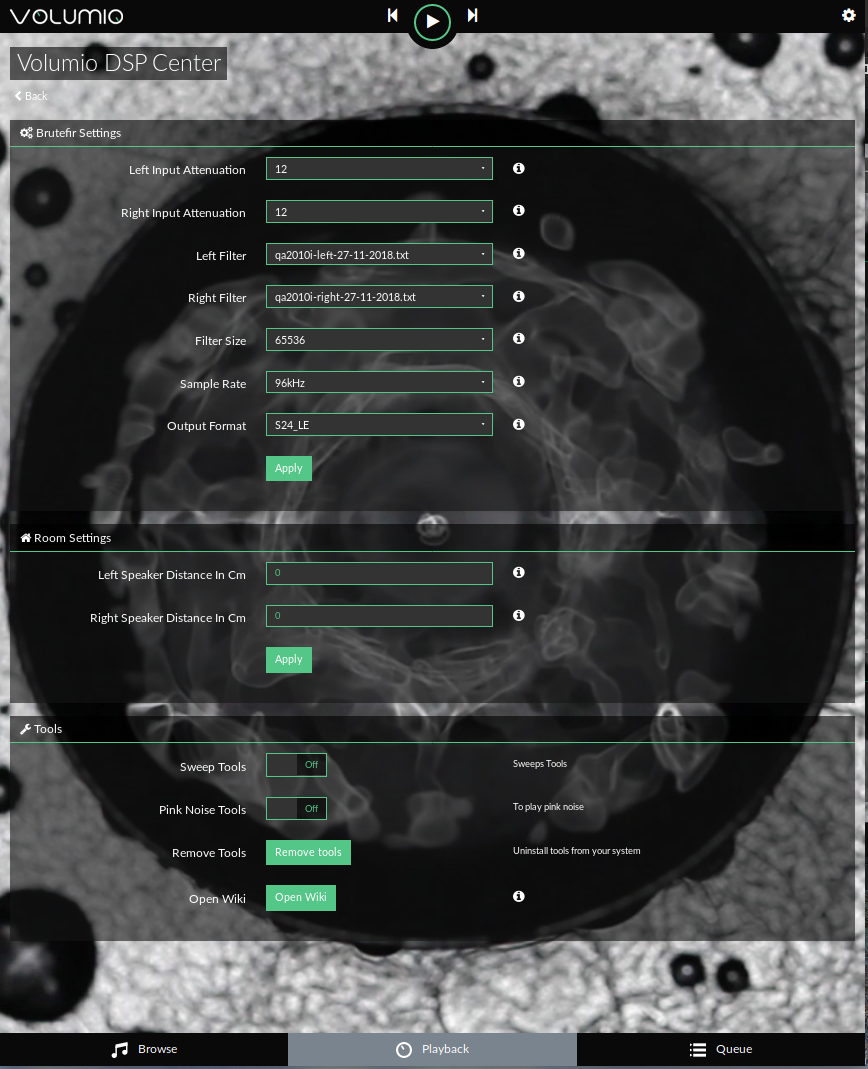 VOLUMIO
Volumio DSP Center
Back
Brutefir Settings
Left Input Attenuation 12
Right Input Attenuation 12
Left Filter qa2010i-left-27-11-2018.txt
Right Filter qa2010i-right-27-11-2018.txt
Filter Size 65536
Sample Rate 96kHz
Output Format S24_LE
Apply
Room Settings
Left Speaker Distance In Cm 0
Right Speaker Distance In Cm 0
Apply
Tools
Sweep Tools Off Sweeps Tools
Pink Noise Tools Off To play pink noise
Remove Tools Remove tools Uninstall tools from your system
Open Wiki Open Wiki
Browse Playback Queue